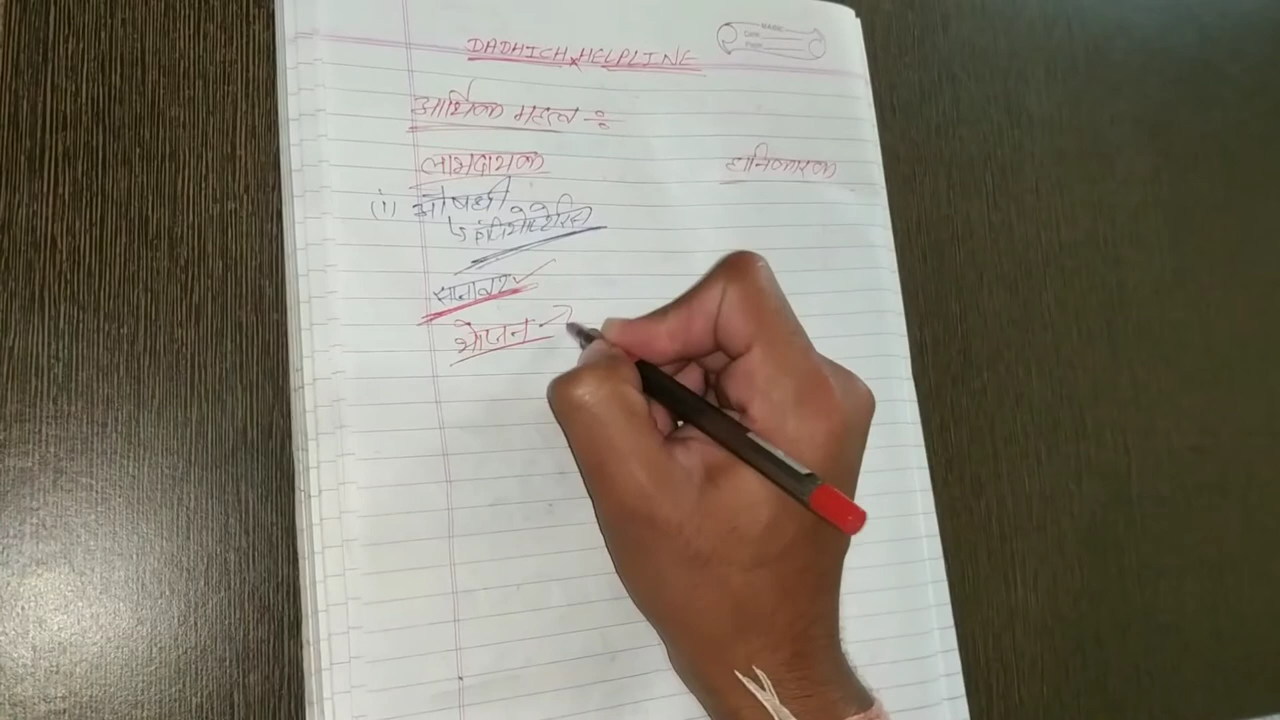 DADHICH HELPLINE
आर्थिक महत्व ÷
लाभदायक
हानिकारक
(i) औषधी
सजावट
भोजन